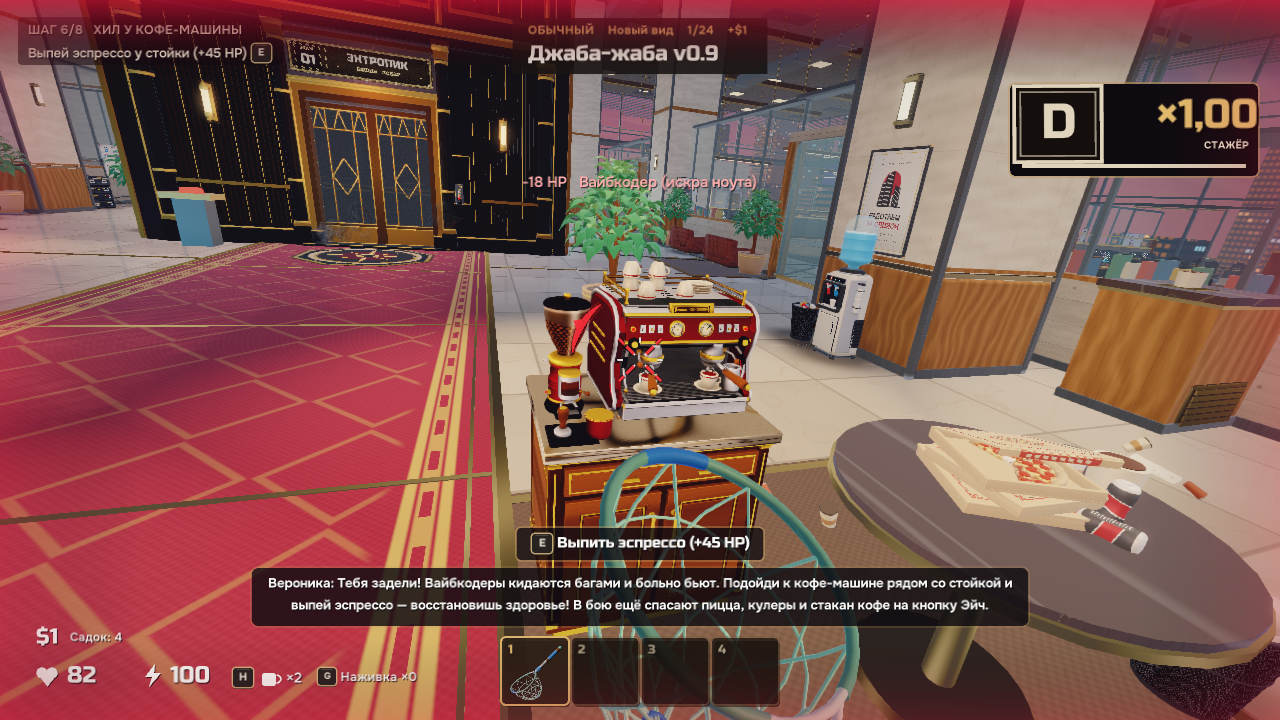 ШАГ 6/8 ХИЛ У КОФЕ-МАШИНЫ
Выпей эспрессо у стойки (+45 HP) E
ОБЫЧНЫЙ Новый вид 1/24 +$1
Джаба-жаба v0.9
01
ЭНТРОПИК
D
×1,00
СТАЖЁР
-18 HP Вайбкодер (искра ноута)
РАБОТАЕМ
E Выпить эспрессо (+45 HP)
Вероника: Тебя задели! Вайбкодеры кидаются багами и больно бьют. Подойди к кофе-машине рядом со стойкой и
выпей эспрессо — восстановишь здоровье! В бою ещё спасают пицца, кулеры и стакан кофе на кнопку Эйч.
$1 Садок: 4
82 100 H ×2 G Наживка ×0
1 2 3 4